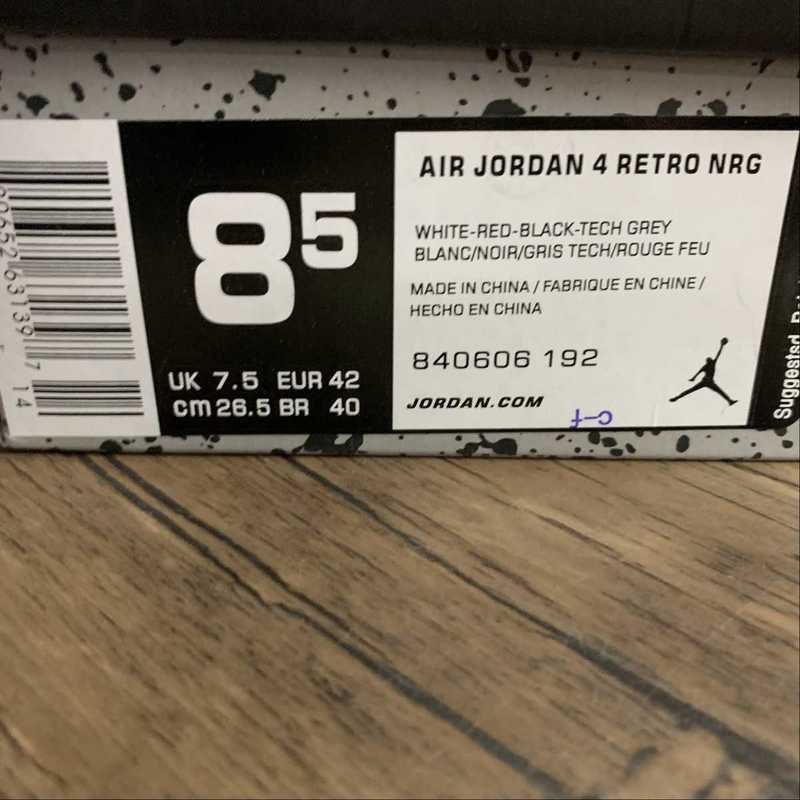 8 5
UK 7.5 EUR 42
cm 26.5 BR 40
AIR JORDAN 4 RETRO NRG
WHITE-RED-BLACK-TECH GREY
BLANC/NOIR/GRIS TECH/ROUGE FEU
MADE IN CHINA / FABRIQUE EN CHINE /
HECHO EN CHINA
840606 192
JORDAN.COM
Suggested